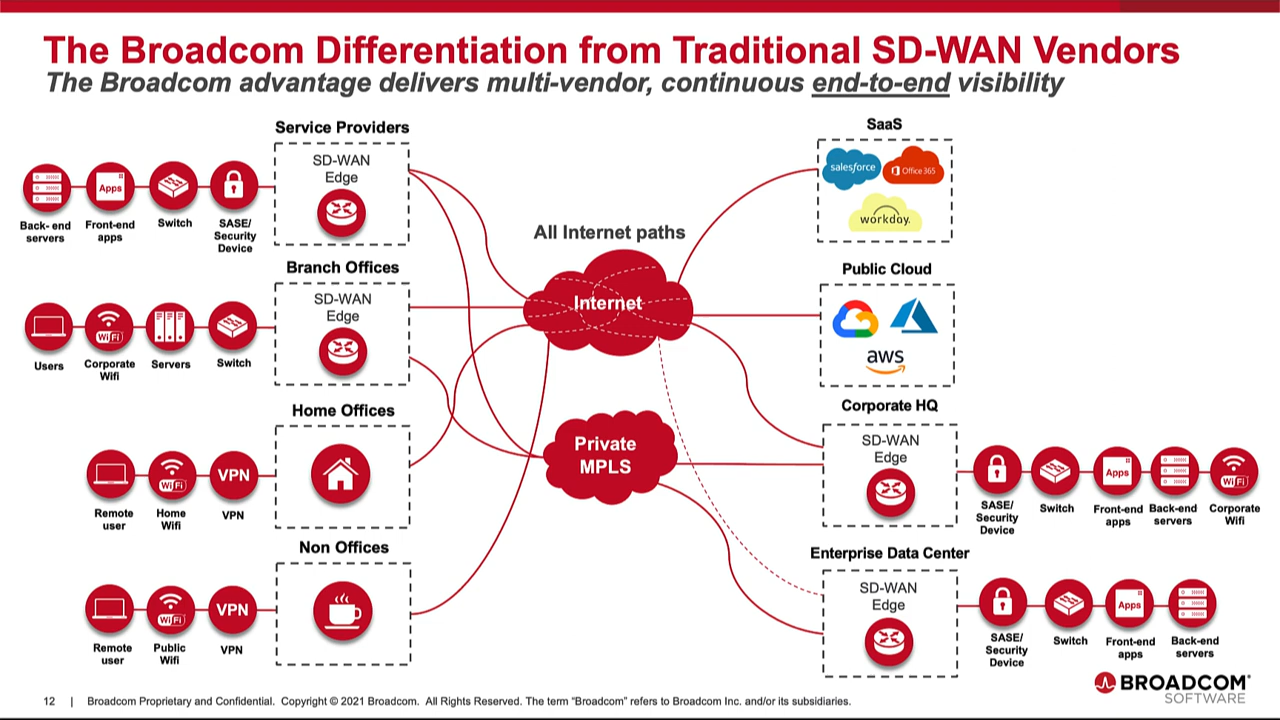 The Broadcom Differentiation from Traditional SD-WAN Vendors
The Broadcom advantage delivers multi-vendor, continuous end-to-end visibility
Service Providers
SD-WAN
Edge
Apps
Back- end
servers
Front-end
apps
Switch
SASE/
Security
Device
Branch Offices
SD-WAN
Edge
WiFi
Users
Corporate
Wifi
Servers
Switch
Home Offices
WiFi
VPN
Remote
user
Home
Wifi
VPN
Non Offices
WiFi
VPN
Remote
user
Public
Wifi
VPN
All Internet paths
Internet
Private
MPLS
SaaS
salesforce
Office 365
workday.
Public Cloud
aws
Corporate HQ
SD-WAN
Edge
Apps
WiFi
SASE/
Security
Device
Switch
Front-end
apps
Back-end
servers
Corporate
Wifi
Enterprise Data Center
SD-WAN
Edge
Apps
SASE/
Security
Device
Switch
Front-end
apps
Back-end
servers
12 | Broadcom Proprietary and Confidential. Copyright © 2021 Broadcom. All Rights Reserved. The term “Broadcom” refers to Broadcom Inc. and/or its subsidiaries.
BROADCOM®
SOFTWARE